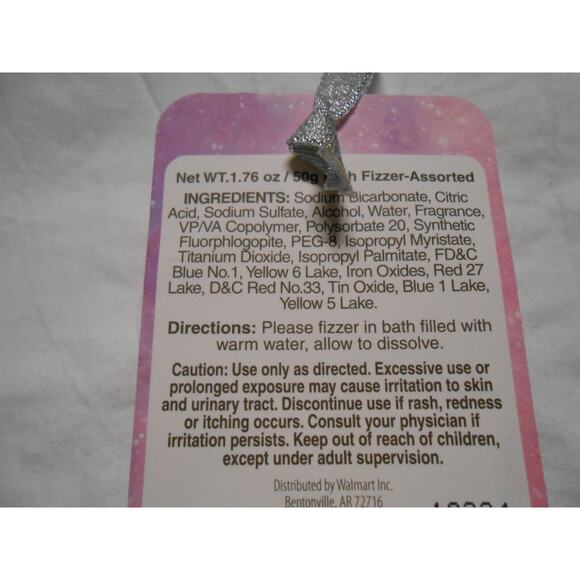 Net WT.1.76 oz / 50g Fizzer-Assorted
INGREDIENTS: Sodium Bicarbonate, Citric
Acid, Sodium Sulfate, Alcohol, Water, Fragrance,
VP/VA Copolymer, Polysorbate 20, Synthetic
Fluorphlogopite, PEG-8, Isopropyl Myristate,
Titanium Dioxide, Isopropyl Palmitate, FD&C
Blue No.1, Yellow 6 Lake, Iron Oxides, Red 27
Lake, D&C Red No.33, Tin Oxide, Blue 1 Lake,
Yellow 5 Lake.
Directions: Please fizzer in bath filled with
warm water, allow to dissolve.
Caution: Use only as directed. Excessive use or
prolonged exposure may cause irritation to skin
and urinary tract. Discontinue use if rash, redness
or itching occurs. Consult your physician if
irritation persists. Keep out of reach of children,
except under adult supervision.
Distributed by Walmart Inc.
Bentonville, AR 72716